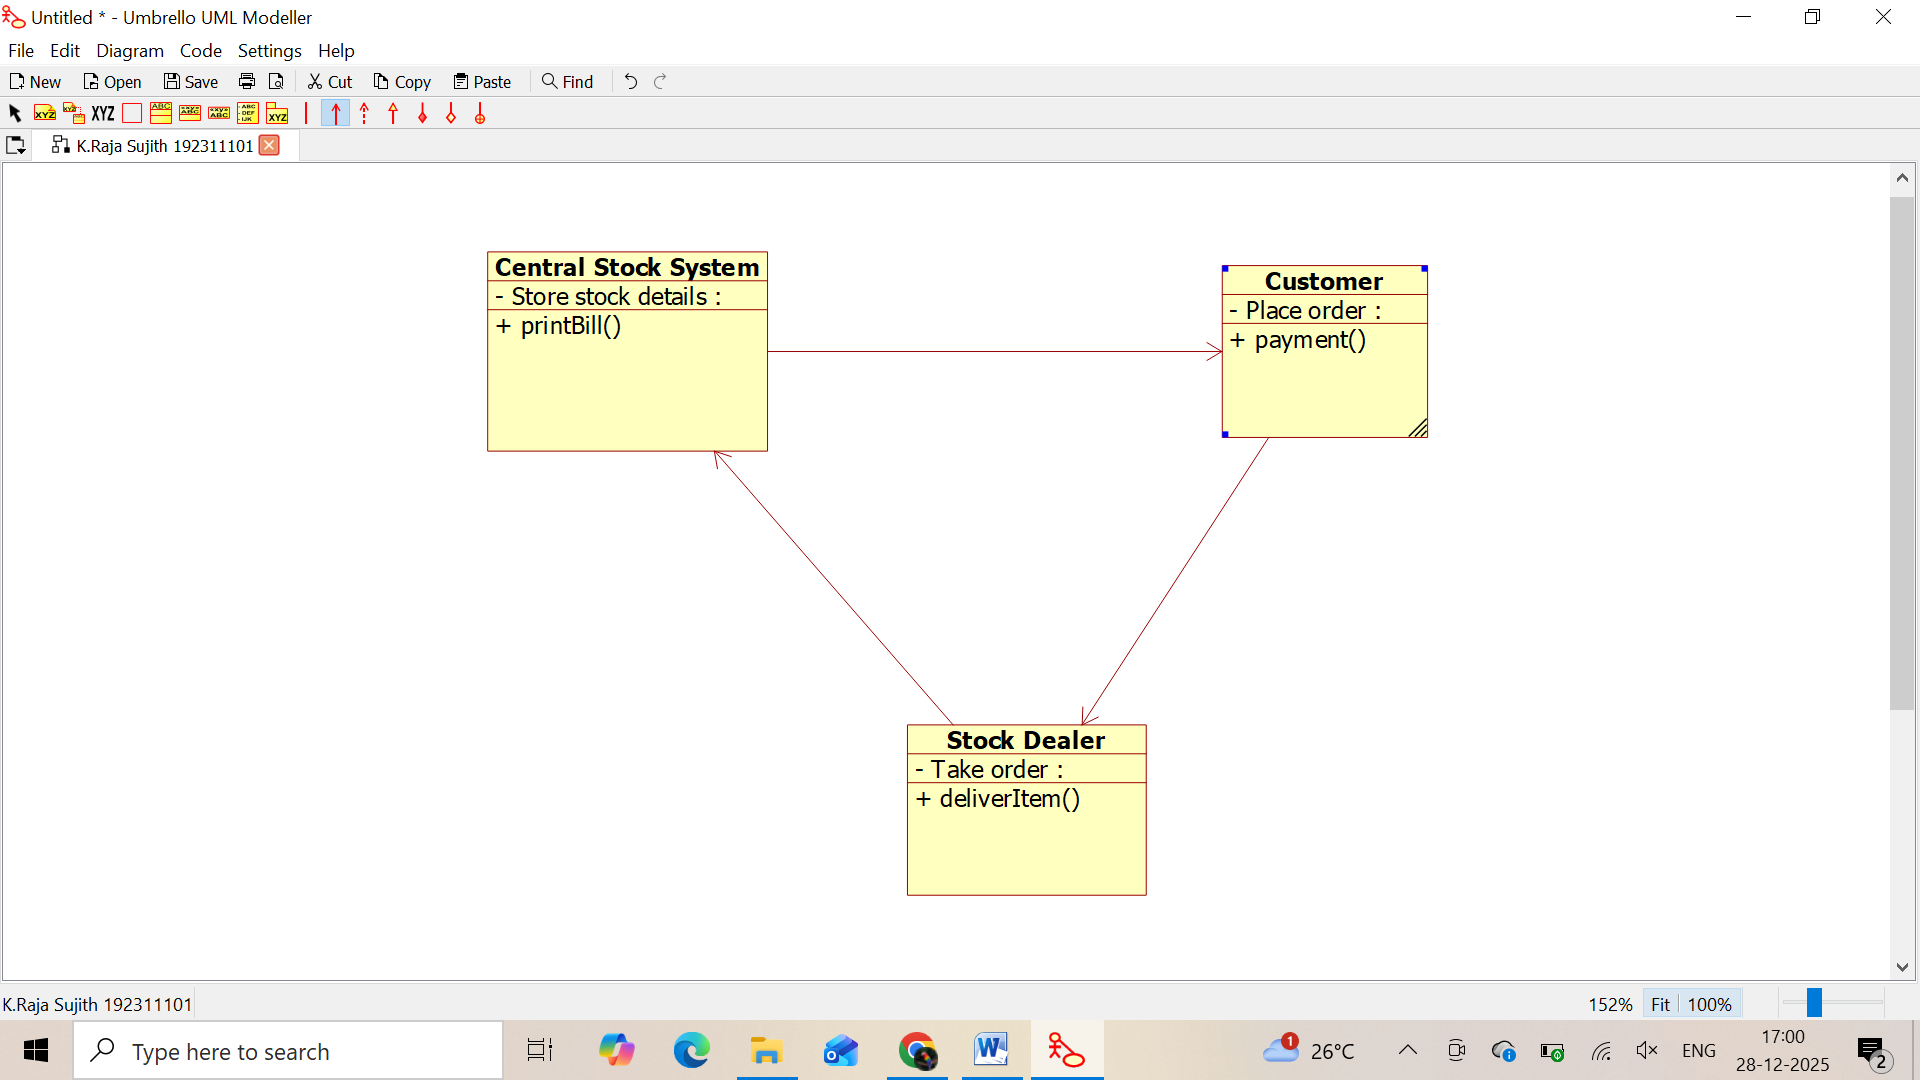 Untitled * - Umbrello UML Modeller
File Edit Diagram Code Settings Help
New Open Save Cut Copy Paste Find
XYZ
K.Raja Sujith 192311101
Central Stock System
- Store stock details :
+ printBill()
Customer
- Place order :
+ payment()
Stock Dealer
- Take order :
+ deliverItem()
K.Raja Sujith 192311101
152% Fit 100%
Type here to search
1
26°C
ENG
17:00
28-12-2025
2